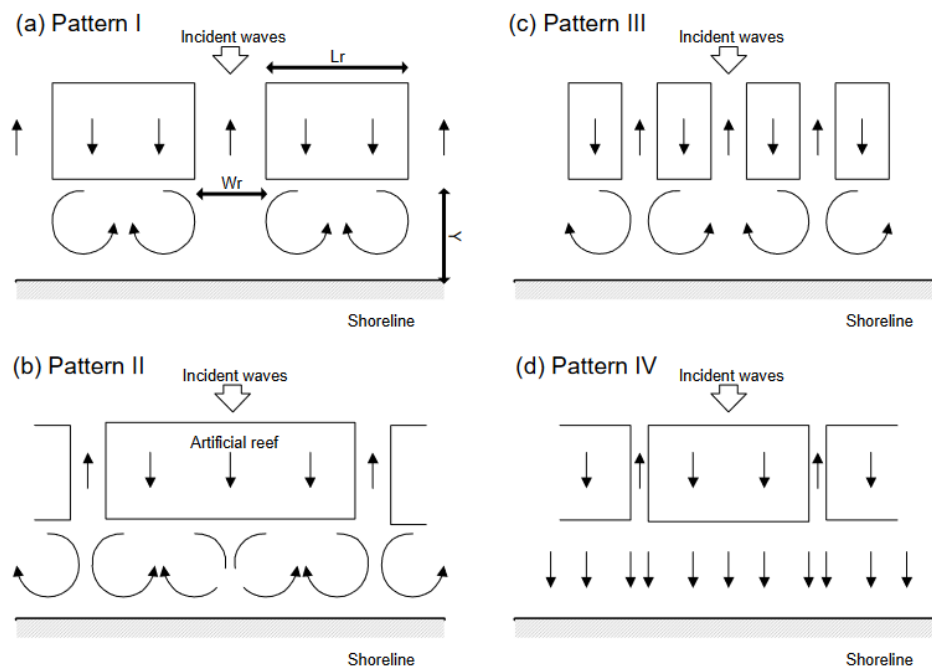 (a) Pattern I
Incident waves
Lr
Wr
Y
Shoreline
(b) Pattern II
Incident waves
Artificial reef
Shoreline
(c) Pattern III
Incident waves
Shoreline
(d) Pattern IV
Incident waves
Shoreline